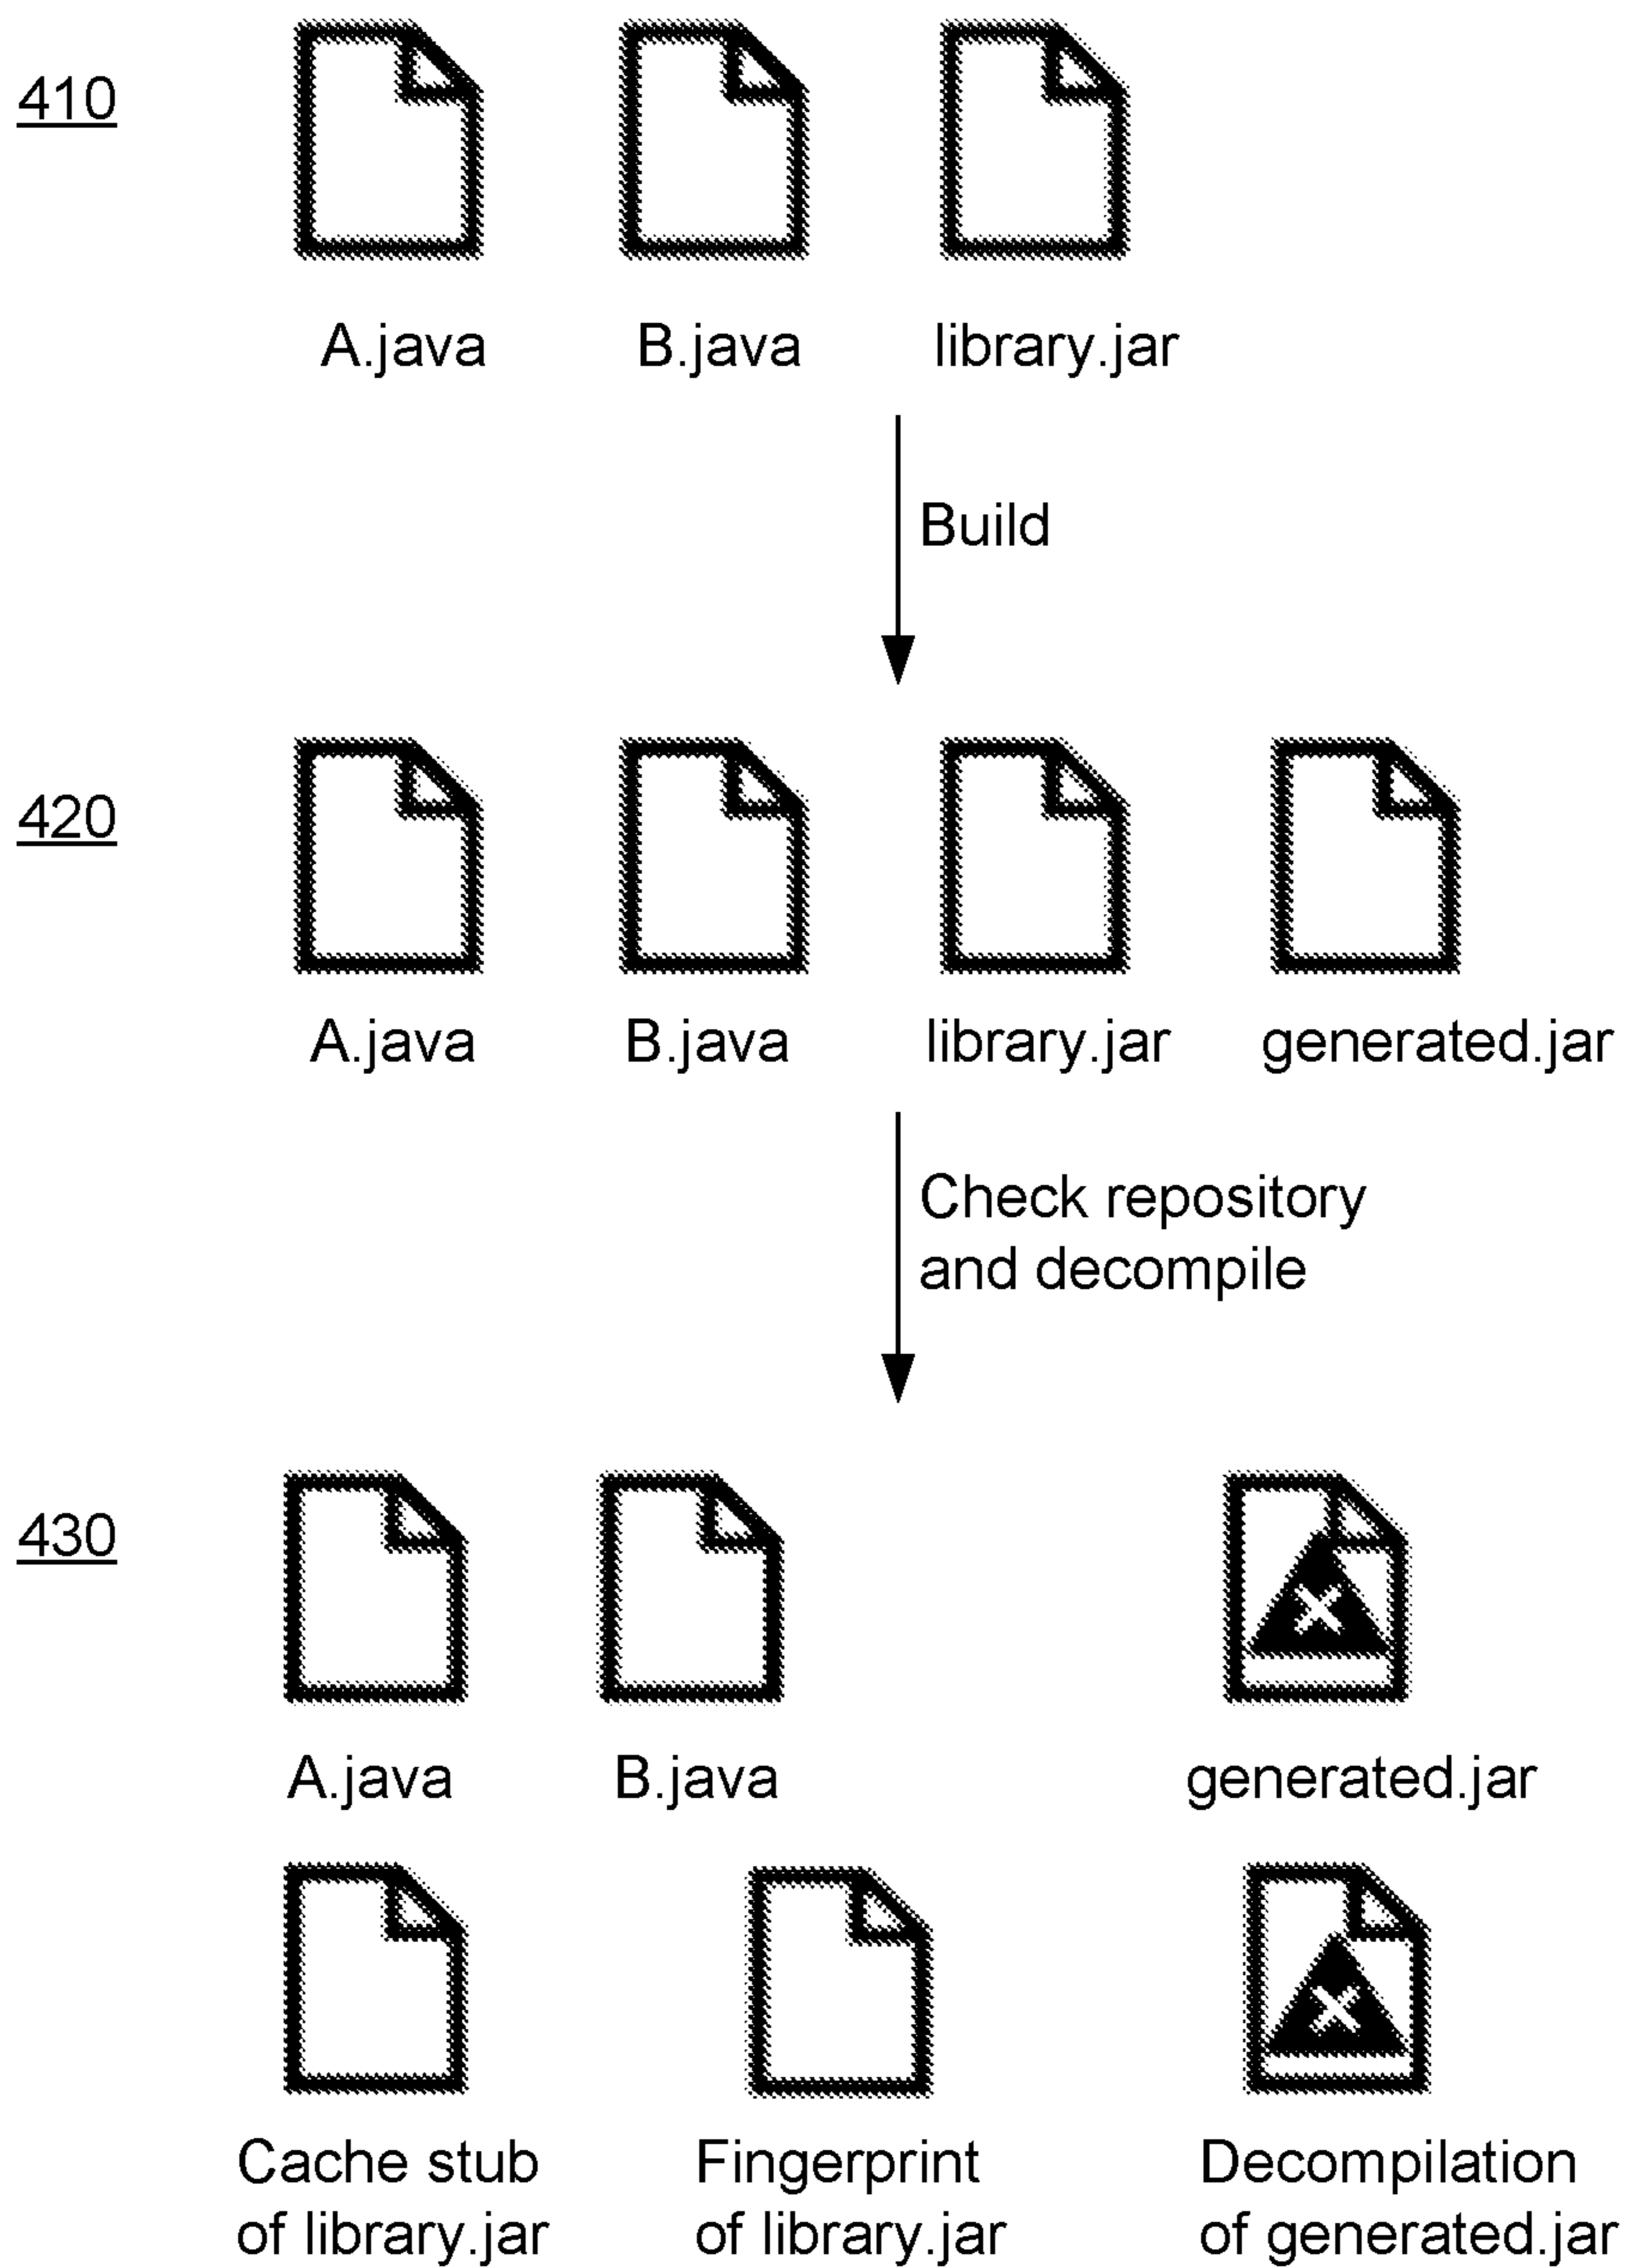 410
A.java B.java library.jar
Build
420
A.java B.java library.jar generated.jar
Check repository
and decompile
430
A.java B.java generated.jar
Cache stub Fingerprint Decompilation
of library.jar of library.jar of generated.jar